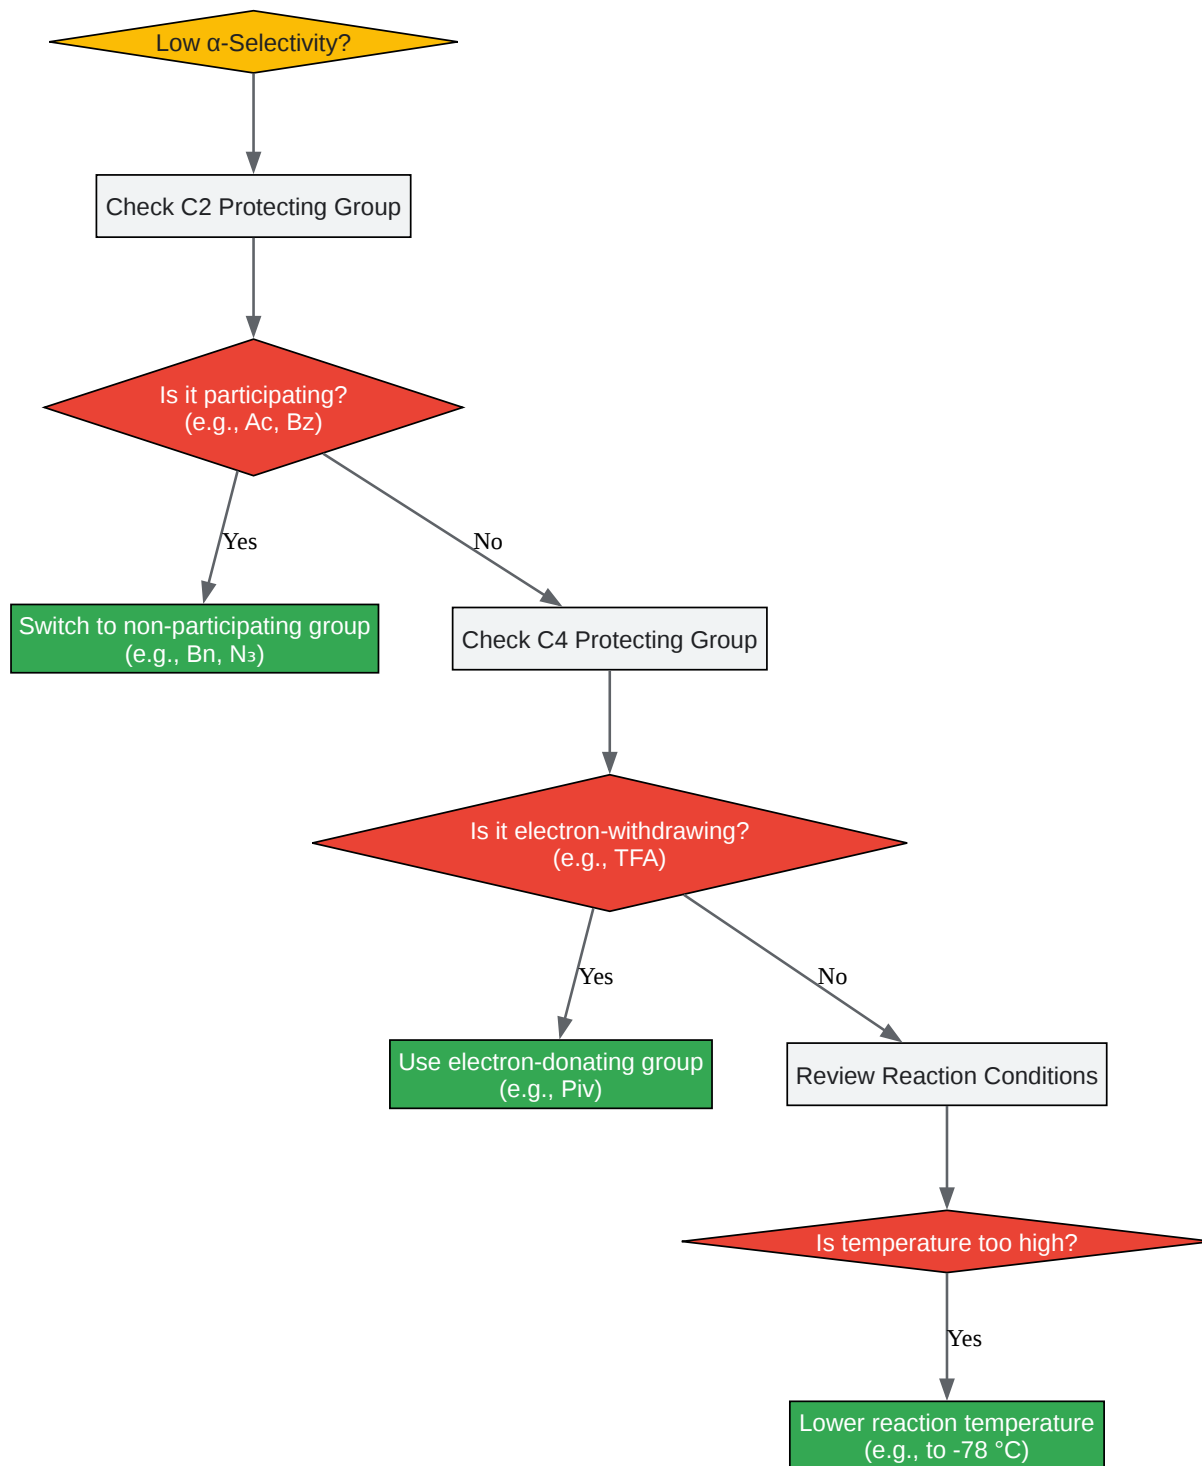 Low α-Selectivity?
Check C2 Protecting Group
Is it participating?
(e.g., Ac, Bz)
Yes
No
Switch to non-participating group
(e.g., Bn, N₃)
Check C4 Protecting Group
Is it electron-withdrawing?
(e.g., TFA)
Yes
No
Use electron-donating group
(e.g., Piv)
Review Reaction Conditions
Is temperature too high?
Yes
Lower reaction temperature
(e.g., to -78 °C)